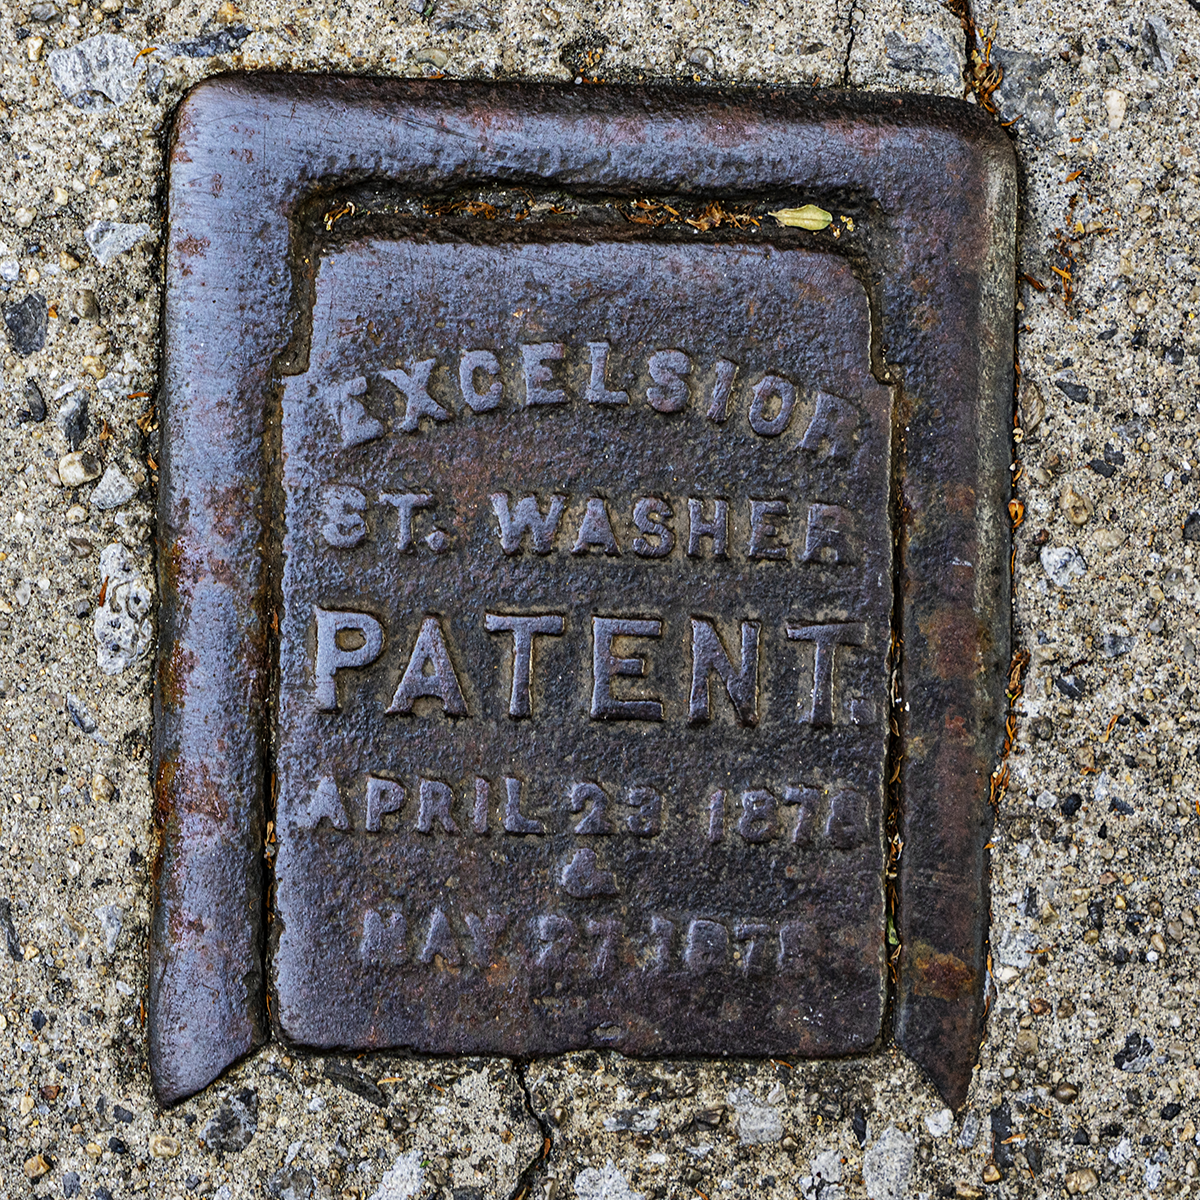 EXCELSIOR
ST. WASHER
PATENT.
APRIL 23 1878
&
MAY 27 1878